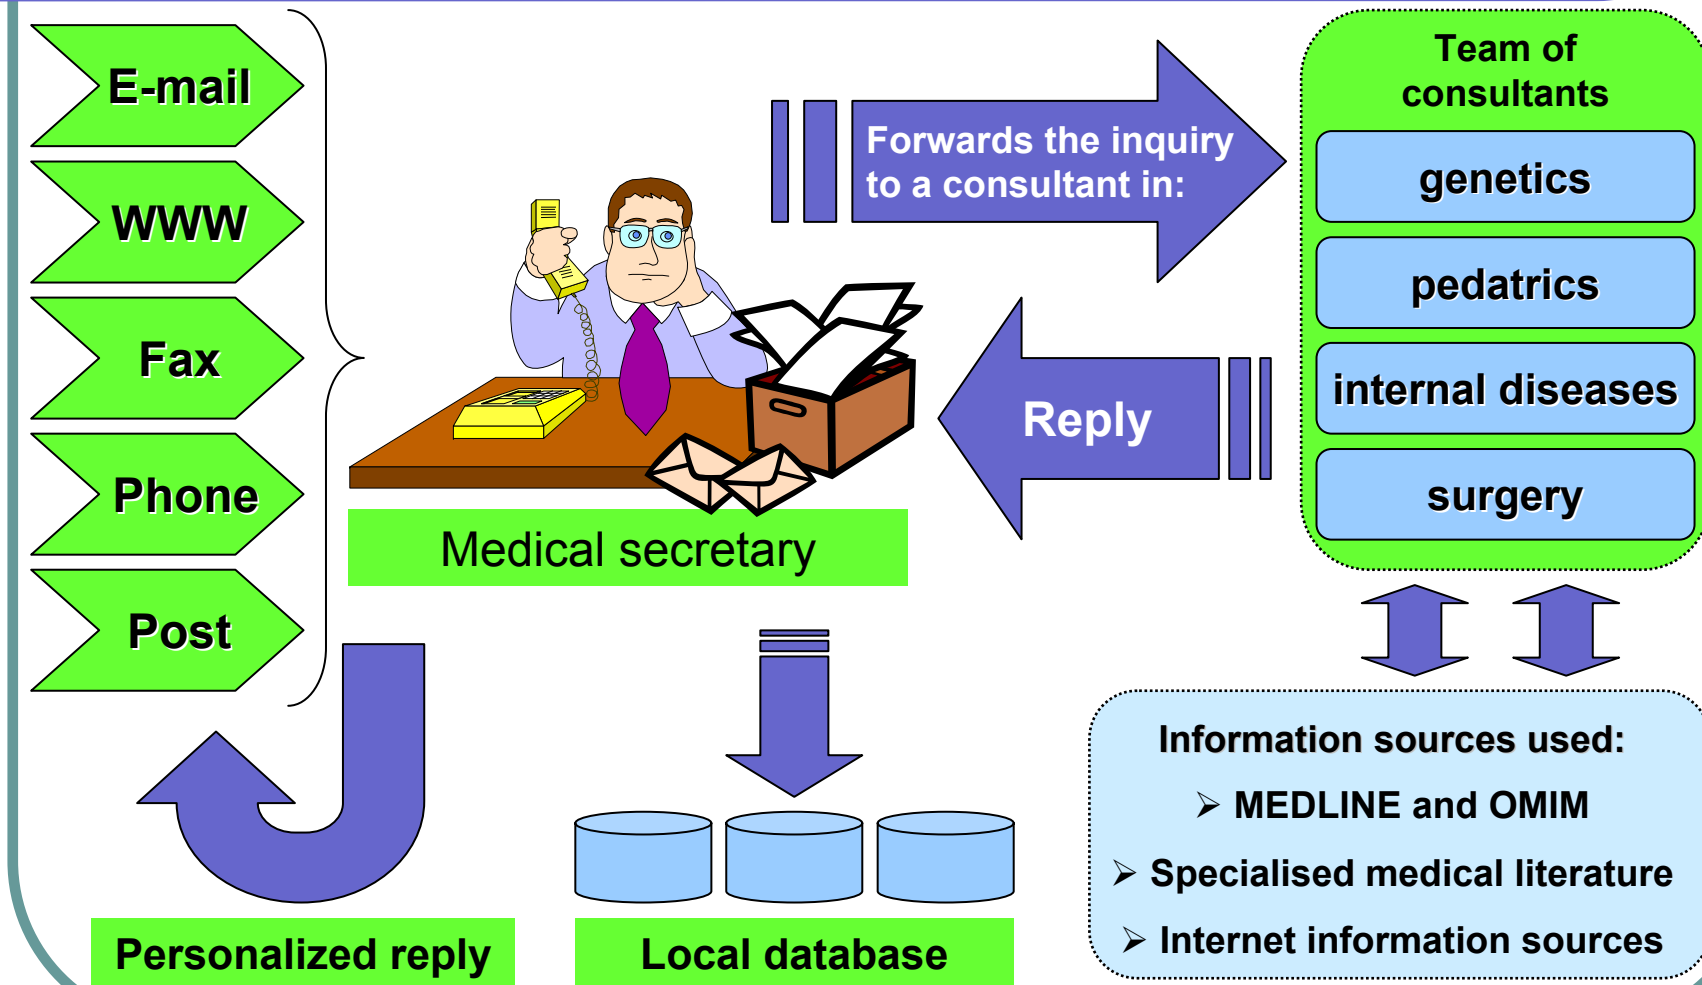 E-mail
WWW
Fax
Phone
Post
Forwards the inquiry
to a consultant in:
Team of
consultants
genetics
pedatrics
internal diseases
surgery
Reply
Medical secretary
Information sources used:
➢ MEDLINE and OMIM
➢ Specialised medical literature
➢ Internet information sources
Personalized reply
Local database